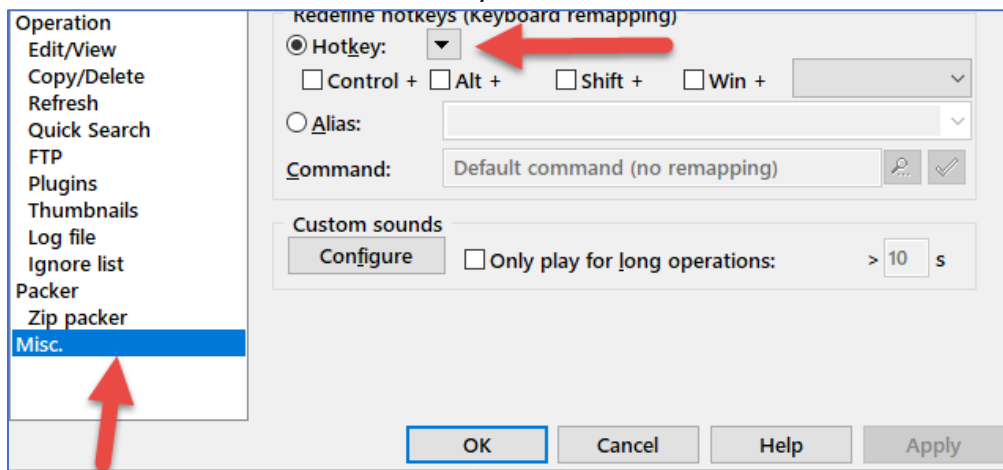 Operation
Edit/View
Copy/Delete
Refresh
Quick Search
FTP
Plugins
Thumbnails
Log file
Ignore list
Packer
Zip packer
Misc.
Redefine hotkeys (Keyboard remapping)
Hotkey:
Control + Alt + Shift + Win +
Alias:
Command: Default command (no remapping)
Custom sounds
Configure Only play for long operations: > 10 s
OK Cancel Help Apply